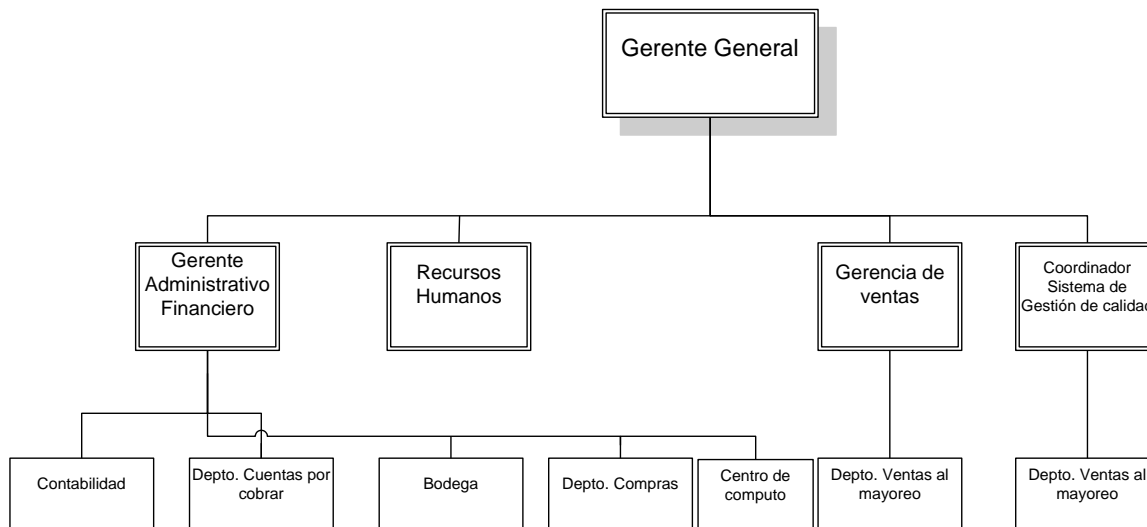 Gerente General
Gerente
Administrativo
Financiero
Recursos
Humanos
Gerencia de
ventas
Coordinador
Sistema de
Gestión de calidad
Contabilidad
Depto. Cuentas por
cobrar
Bodega
Depto. Compras
Centro de
computo
Depto. Ventas al
mayoreo
Depto. Ventas al
mayoreo